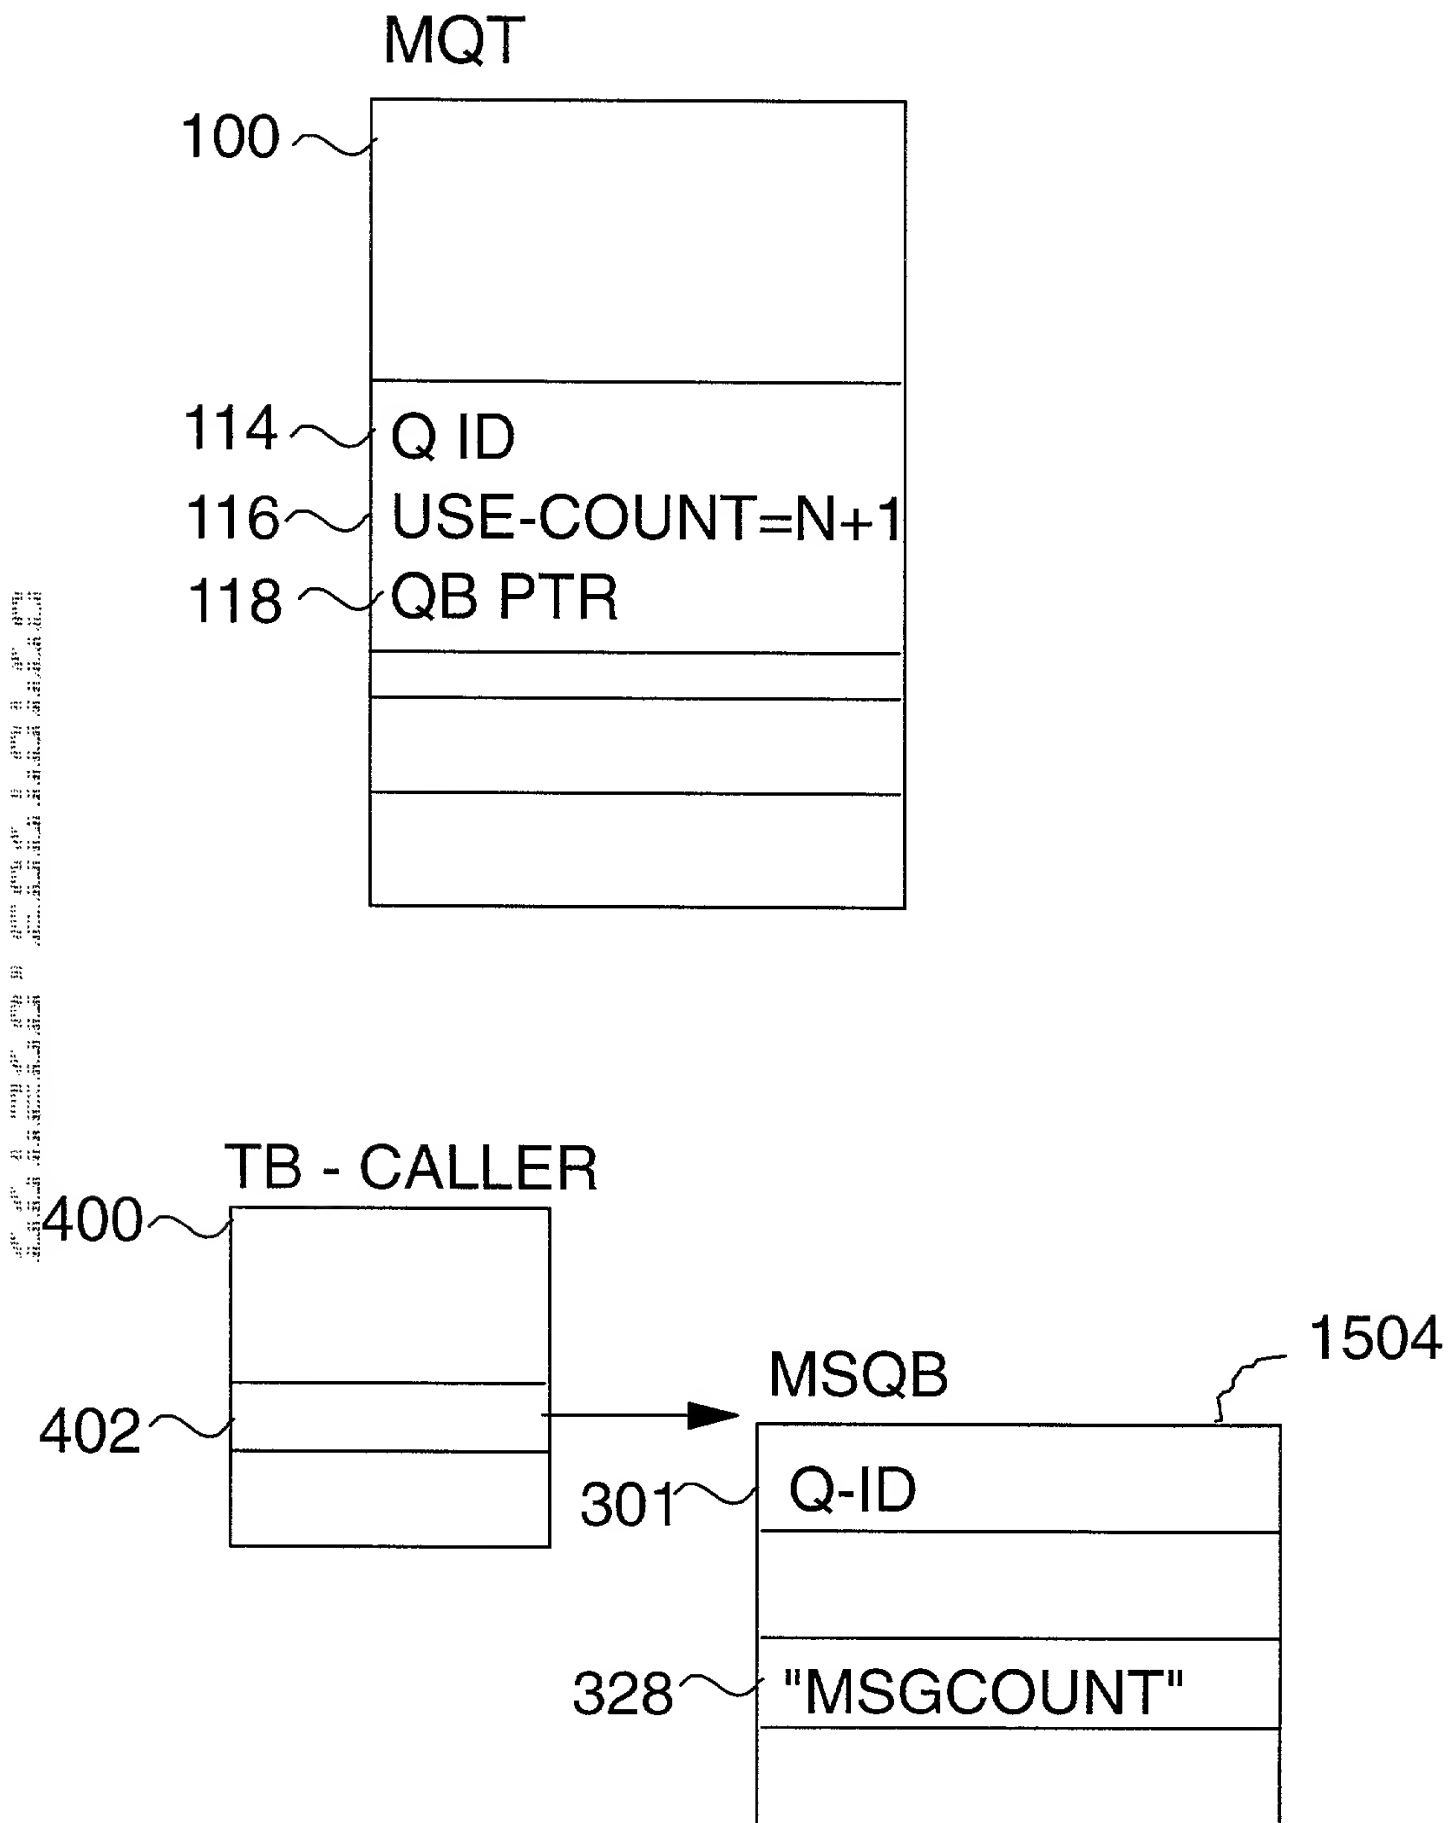 MQT
100
114 Q ID
116 USE-COUNT=N+1
118 QB PTR
TB - CALLER
400
402
MSQB
1504
301 Q-ID
328 "MSGCOUNT"